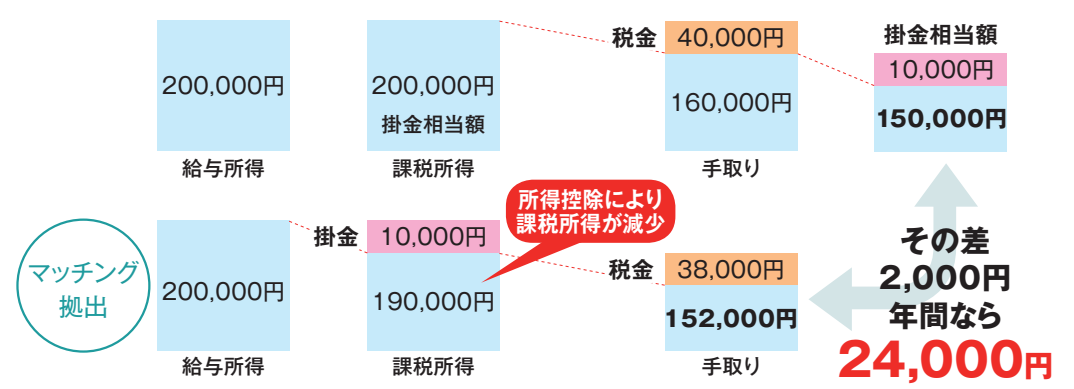 税金
40,000円
掛金相当額
200,000円
200,000円
掛金相当額
160,000円
10,000円
150,000円
給与所得
課税所得
手取り
所得控除により
課税所得が減少
マッチング
拠出
掛金
10,000円
200,000円
190,000円
税金
38,000円
152,000円
その差
2,000円
年間なら
24,000円
給与所得
課税所得
手取り